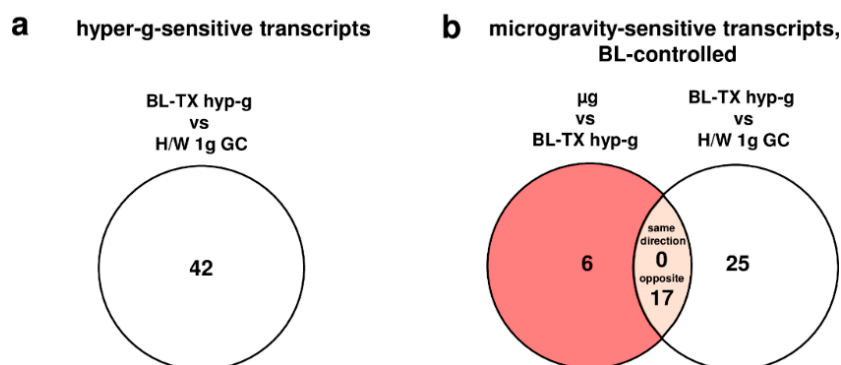 a hyper-g-sensitive transcripts
BL-TX hyp-g
vs
H/W 1g GC
42
b microgravity-sensitive transcripts,
BL-controlled
µg
vs
BL-TX hyp-g
BL-TX hyp-g
vs
H/W 1g GC
6
same
direction
0
opposite
17
25